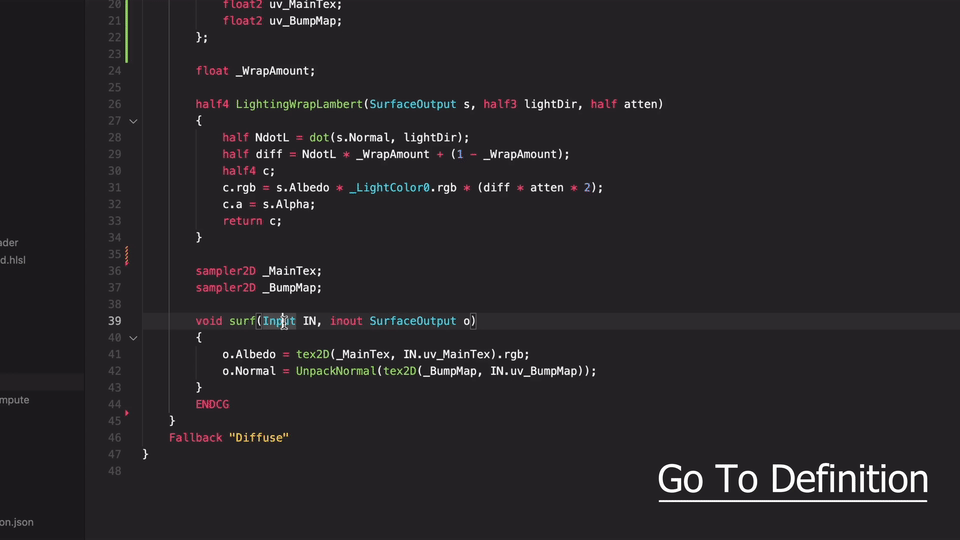 20 float2 uv_MainTex;
21 float2 uv_BumpMap;
22 };
23
24 float _WrapAmount;
25
26 half4 LightingWrapLambert(SurfaceOutput s, half3 lightDir, half atten)
27 {
28 half NdotL = dot(s.Normal, lightDir);
29 half diff = NdotL * _WrapAmount + (1 - _WrapAmount);
30 half4 c;
31 c.rgb = s.Albedo * _LightColor0.rgb * (diff * atten * 2);
32 c.a = s.Alpha;
33 return c;
34 }
ader
35
d.hlsl
36 sampler2D _MainTex;
37 sampler2D _BumpMap;
38
39 void surf(Input IN, inout SurfaceOutput o)
40 {
41 o.Albedo = tex2D(_MainTex, IN.uv_MainTex).rgb;
42 o.Normal = UnpackNormal(tex2D(_BumpMap, IN.uv_BumpMap));
43 }
mpute
44 ENDCG
45 }
46 Fallback "Diffuse"
47 }
48
Go To Definition
on.json